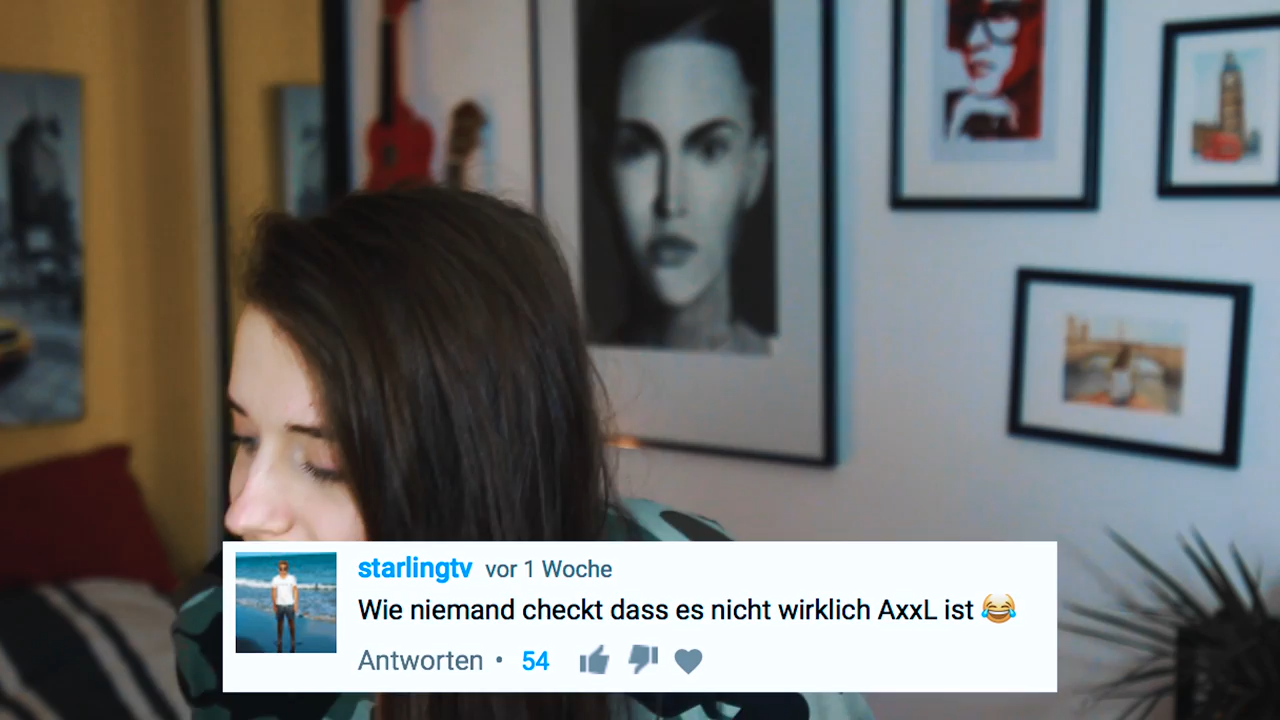 starlingtv vor 1 Woche
Wie niemand checkt dass es nicht wirklich AxxL ist 😂
Antworten • 54